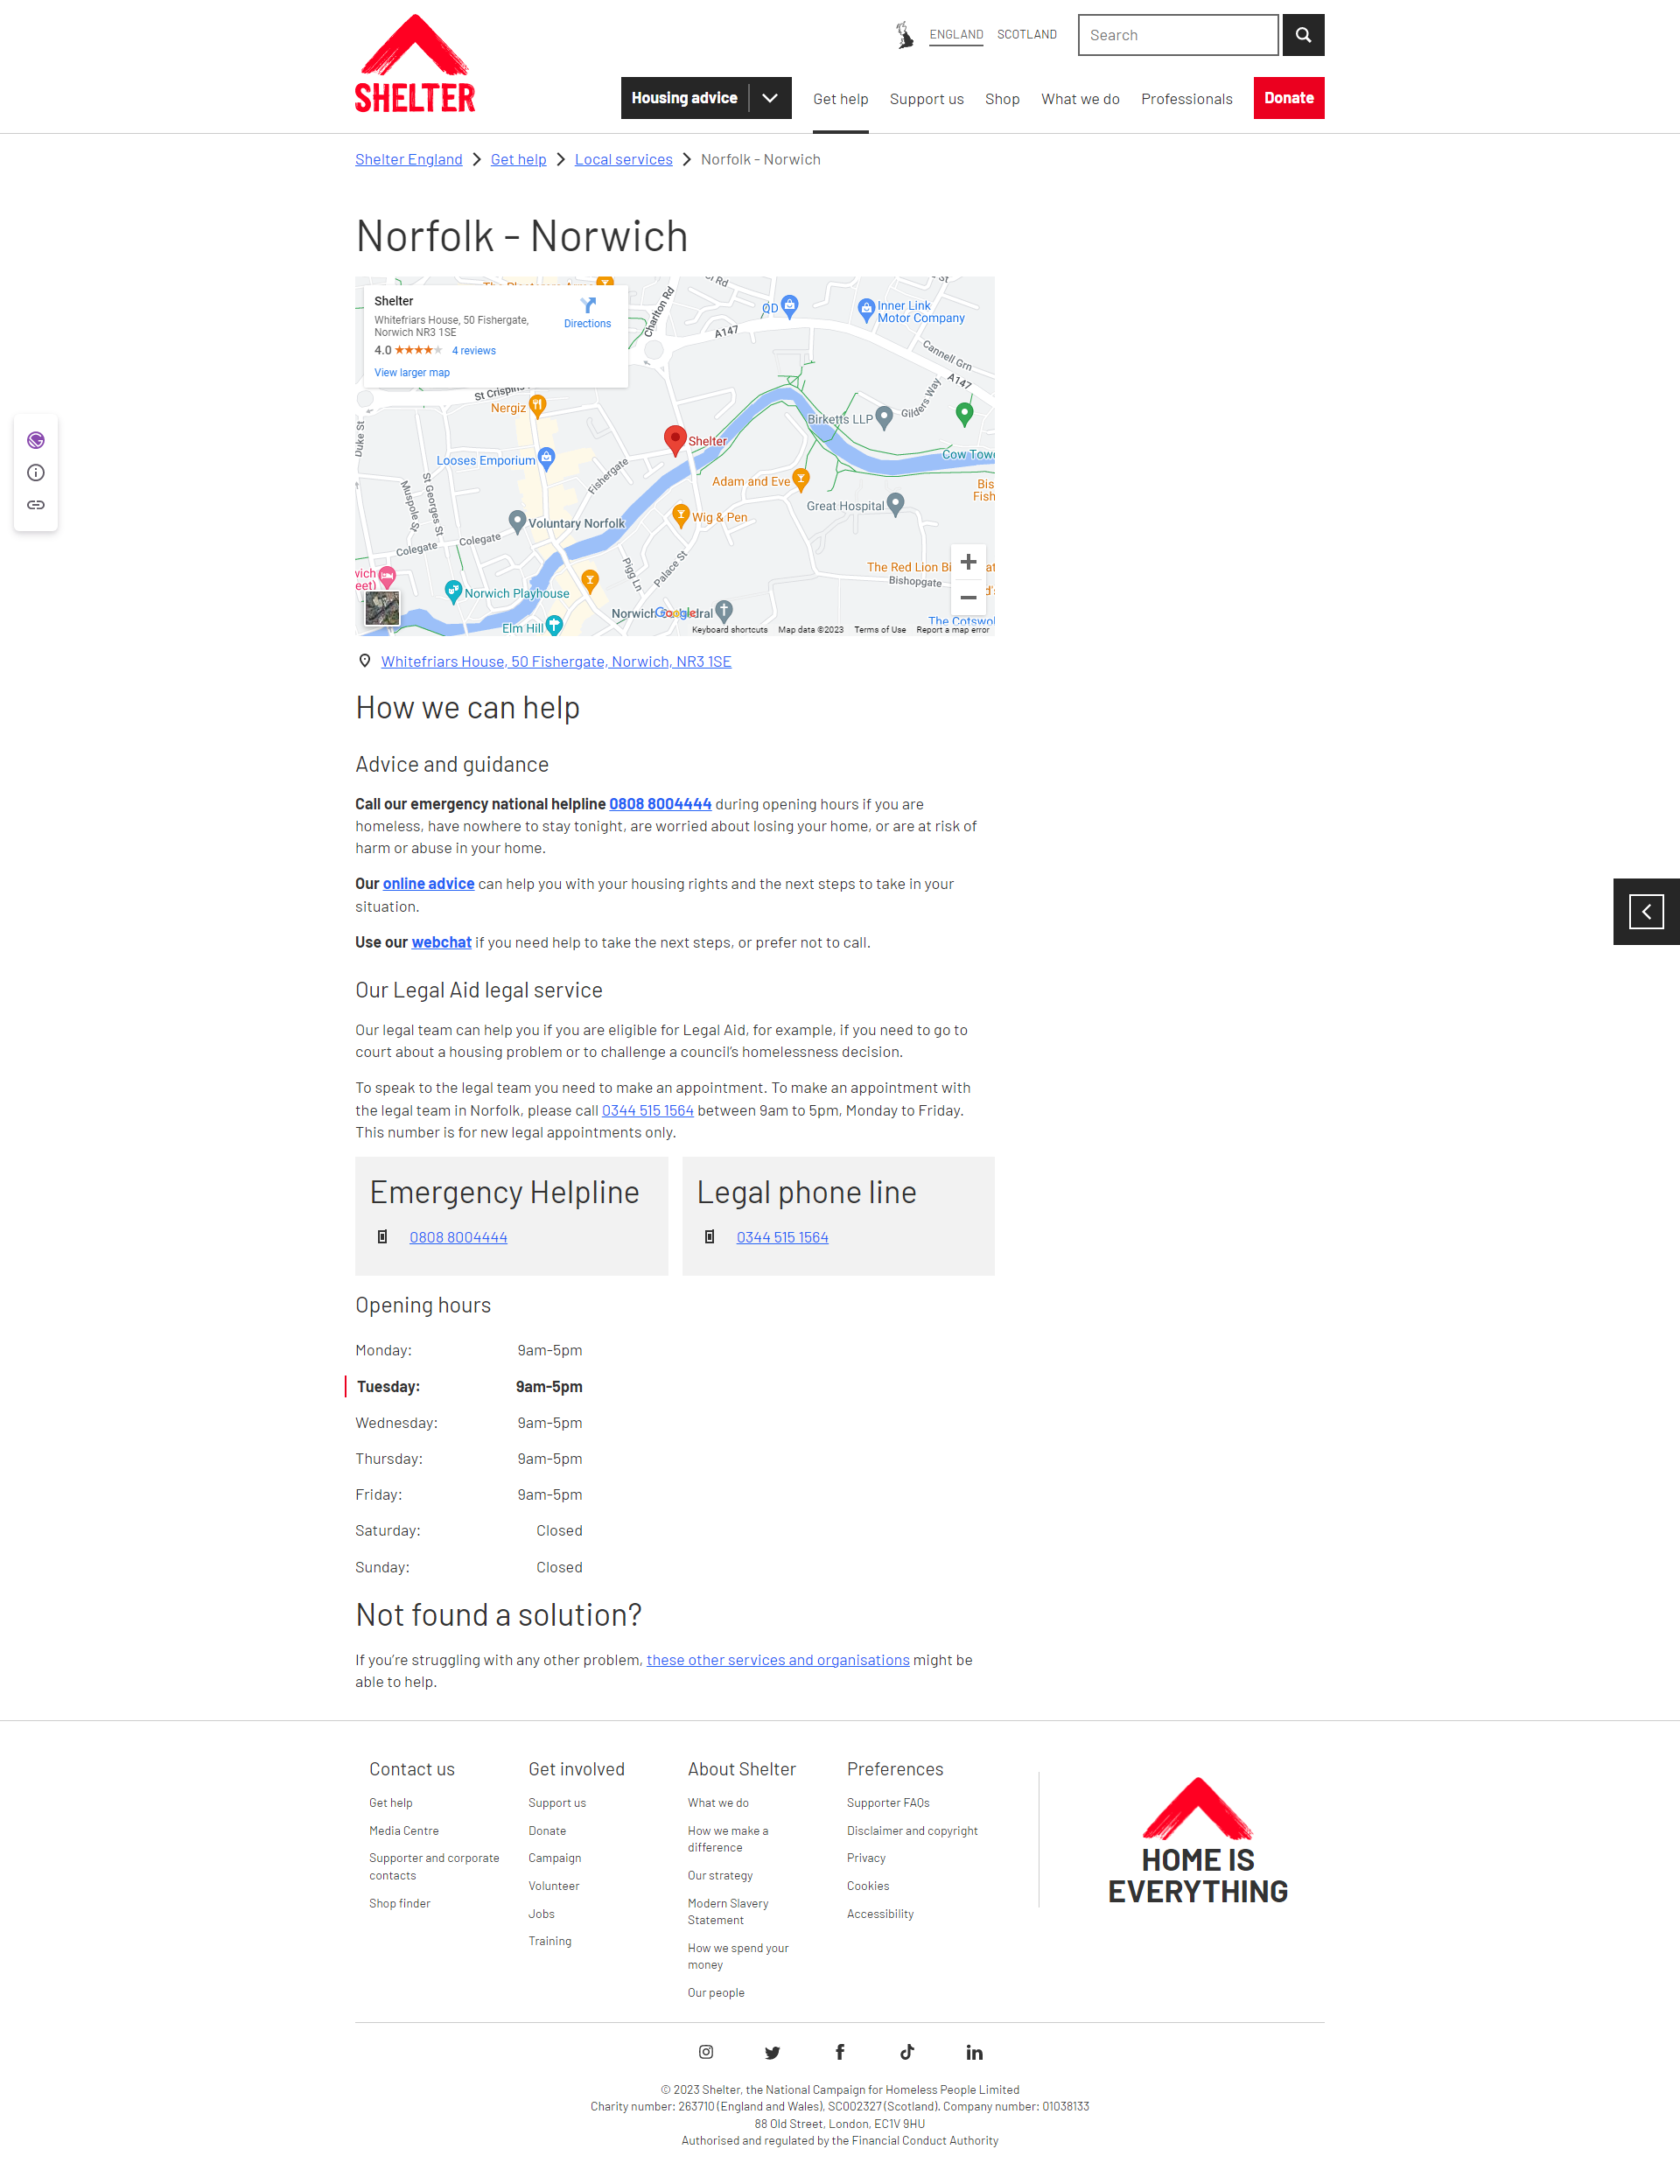 SHELTER
ENGLAND
SCOTLAND
Search
Housing advice
Get help
Support us
Shop
What we do
Professionals
Donate
Shelter England
Get help
Local services
Norfolk - Norwich
Norfolk - Norwich
Shelter
Whitefriars House, 50 Fishergate,
Norwich NR3 1SE
Directions
4.0
4 reviews
View larger map
Charlton Rd
QD
Inner Link
Motor Company
A147
Cannell Grn
A147
St Crispins
Nergiz
Gilders Way
Birketts LLP
Duke St
Shelter
Looses Emporium
Cow Towe
Fishergate
Adam and Eve
Bis
Fish
Muspole St
St Georges St
Great Hospital
Wig & Pen
Voluntary Norfolk
Colegate
Colegate
Pigg Ln
Palace St
The Red Lion Bi
Bishopgate
Norwich Playhouse
Norwich Cathedral
Google
The Cotswol
Elm Hill
Keyboard shortcuts
Map data ©2023
Terms of Use
Report a map error
Whitefriars House, 50 Fishergate, Norwich, NR3 1SE
How we can help
Advice and guidance
Call our emergency national helpline 0808 8004444 during opening hours if you are
homeless, have nowhere to stay tonight, are worried about losing your home, or are at risk of
harm or abuse in your home.
Our online advice can help you with your housing rights and the next steps to take in your
situation.
Use our webchat if you need help to take the next steps, or prefer not to call.
Our Legal Aid legal service
Our legal team can help you if you are eligible for Legal Aid, for example, if you need to go to
court about a housing problem or to challenge a council's homelessness decision.
To speak to the legal team you need to make an appointment. To make an appointment with
the legal team in Norfolk, please call 0344 515 1564 between 9am to 5pm, Monday to Friday.
This number is for new legal appointments only.
Emergency Helpline
0808 8004444
Legal phone line
0344 515 1564
Opening hours
Monday: 9am-5pm
Tuesday: 9am-5pm
Wednesday: 9am-5pm
Thursday: 9am-5pm
Friday: 9am-5pm
Saturday: Closed
Sunday: Closed
Not found a solution?
If you're struggling with any other problem, these other services and organisations might be
able to help.
Contact us
Get help
Media Centre
Supporter and corporate
contacts
Shop finder
Get involved
Support us
Donate
Campaign
Volunteer
Jobs
Training
About Shelter
What we do
How we make a
difference
Our strategy
Modern Slavery
Statement
How we spend your
money
Our people
Preferences
Supporter FAQs
Disclaimer and copyright
Privacy
Cookies
Accessibility
HOME IS
EVERYTHING
© 2023 Shelter, the National Campaign for Homeless People Limited
Charity number: 263710 (England and Wales), SC002327 (Scotland). Company number: 01038133
88 Old Street, London, EC1V 9HU
Authorised and regulated by the Financial Conduct Authority